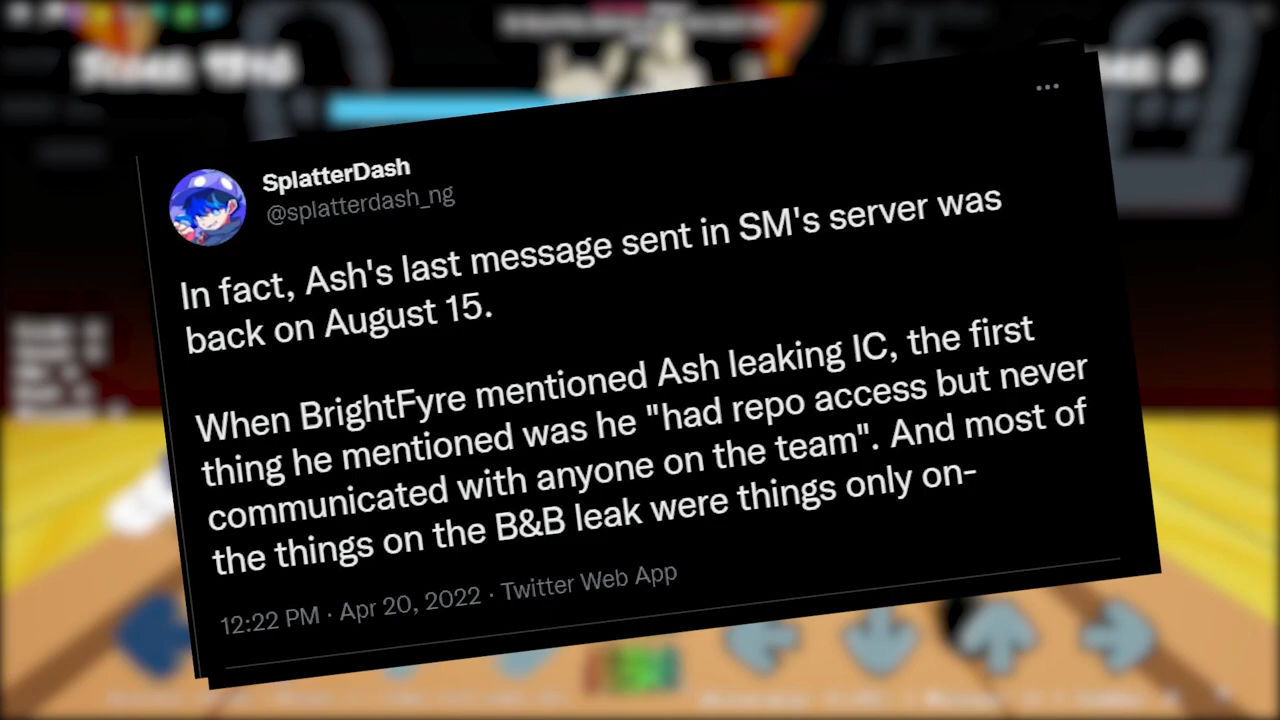 SplatterDash
@splatterdash_ng
In fact, Ash's last message sent in SM's server was
back on August 15.
When BrightFyre mentioned Ash leaking IC, the first
thing he mentioned was he "had repo access but never
communicated with anyone on the team". And most of
the things on the B&B leak were things only on-
12:22 PM · Apr 20, 2022 · Twitter Web App